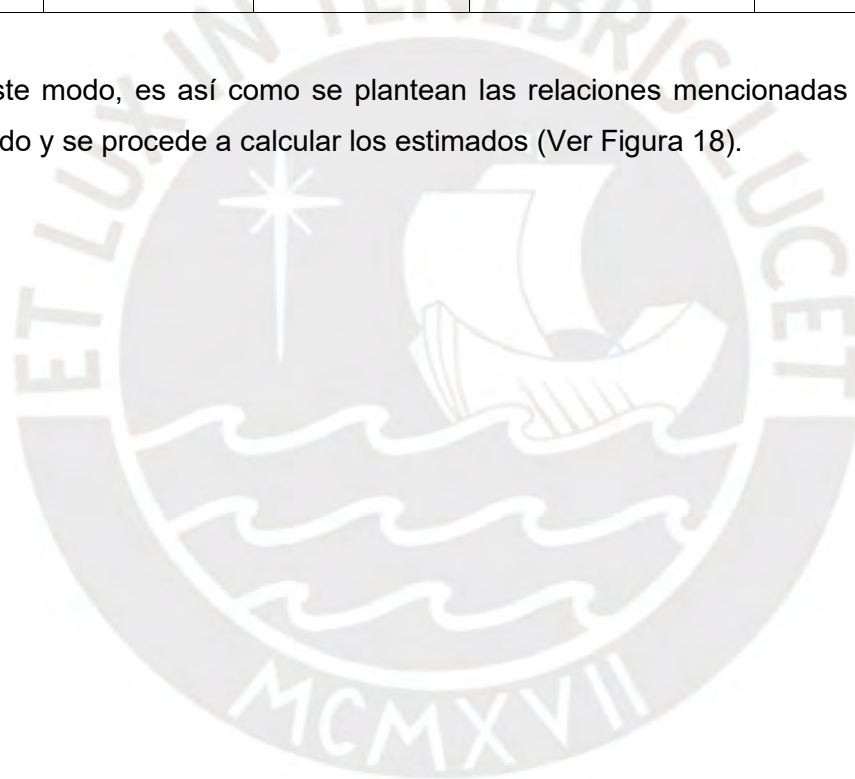 ste modo, es así como se plantean las relaciones mencionadas
do y se procede a calcular los estimados (Ver Figura 18).
ET LUX IN TENEBRIS LUCET
MCMXVII